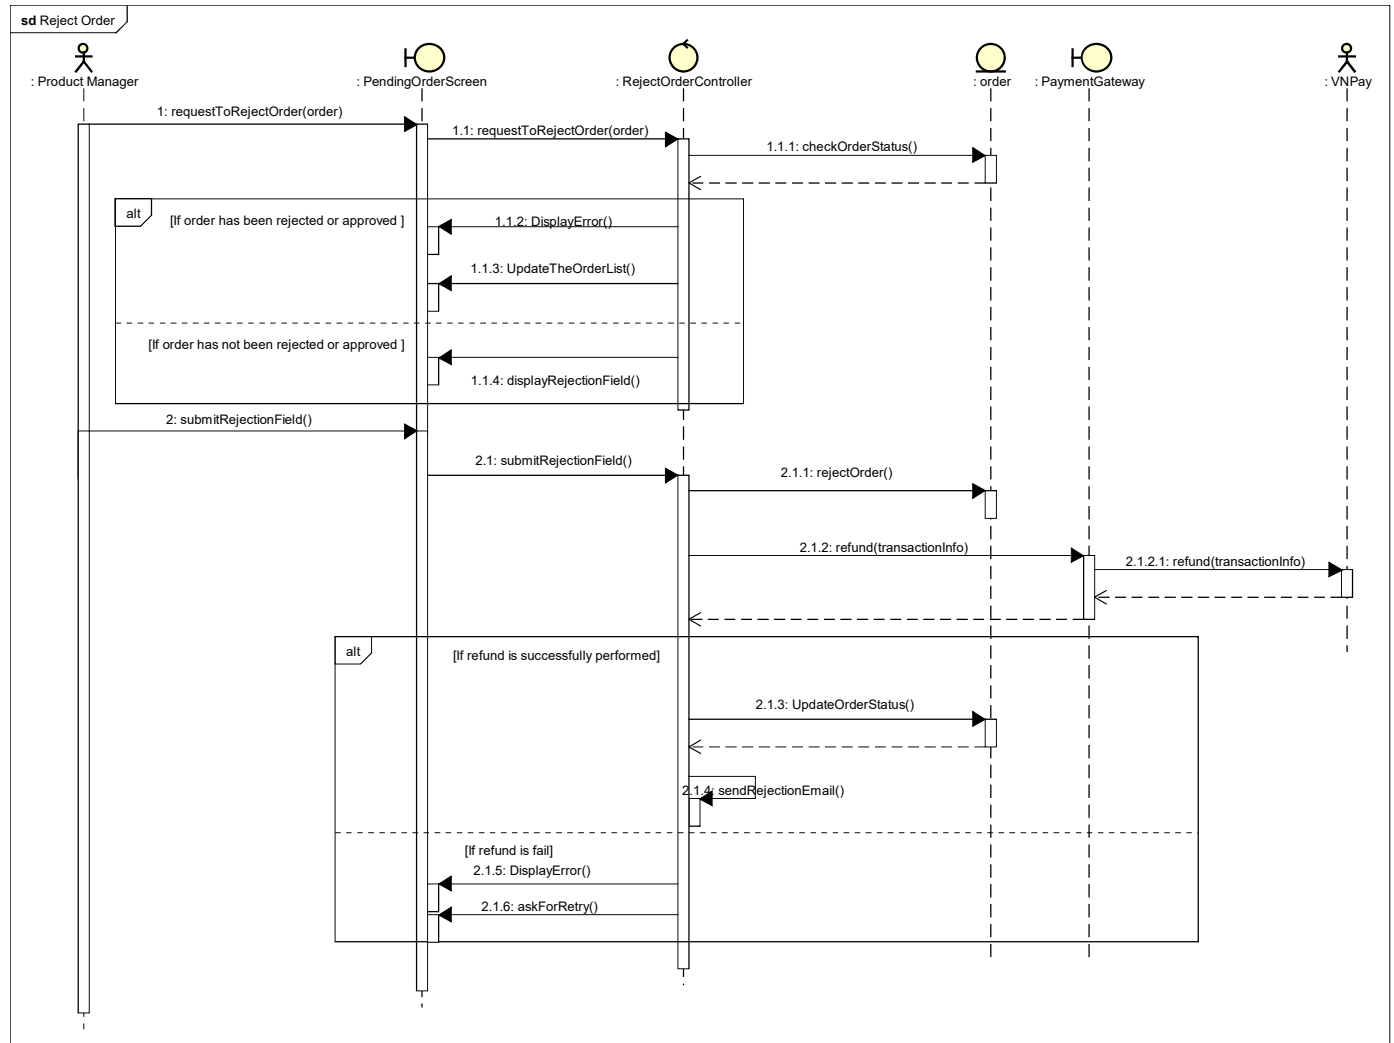 sd Reject Order
: Product Manager
: PendingOrderScreen
: RejectOrderController
: order
: PaymentGateway
: VNPay
1: requestToRejectOrder(order)
1.1: requestToRejectOrder(order)
1.1.1: checkOrderStatus()
alt
[If order has been rejected or approved ]
1.1.2: DisplayError()
1.1.3: UpdateTheOrderList()
[If order has not been rejected or approved ]
1.1.4: displayRejectionField()
2: submitRejectionField()
2.1: submitRejectionField()
2.1.1: rejectOrder()
2.1.2: refund(transactionInfo)
2.1.2.1: refund(transactionInfo)
alt
[If refund is successfully performed]
2.1.3: UpdateOrderStatus()
2.1.4: sendRejectionEmail()
[If refund is fail]
2.1.5: DisplayError()
2.1.6: askForRetry()